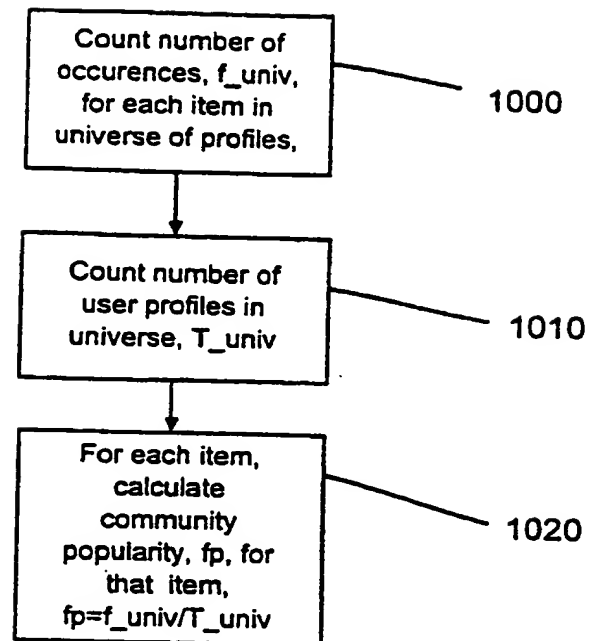 Count number of
occurences, f_univ,
for each item in
universe of profiles,
1000
Count number of
user profiles in
universe, T_univ
1010
For each item,
calculate
community
popularity, fp, for
that item,
fp=f_univ/T_univ
1020